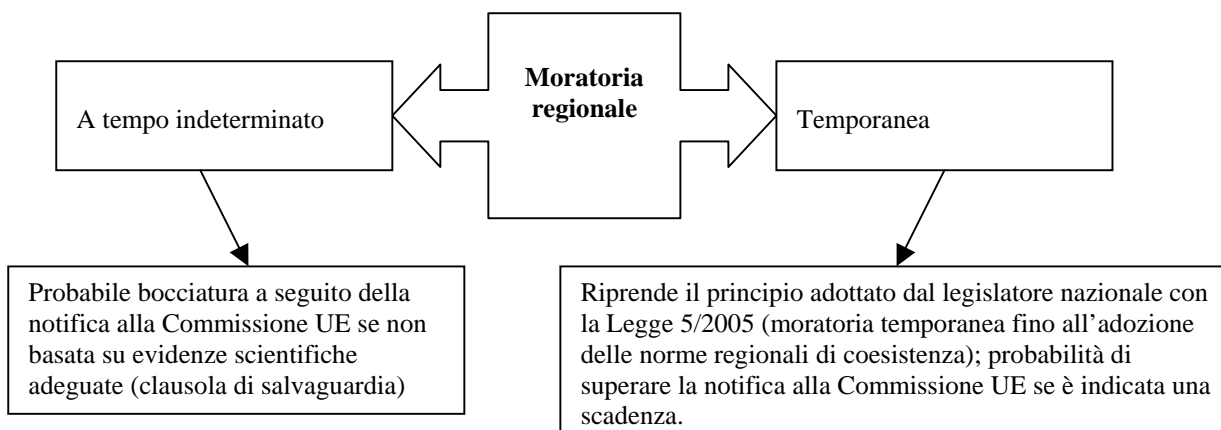 Moratoria
regionale
A tempo indeterminato
Temporanea
Probabile bocciatura a seguito della
notifica alla Commissione UE se non
basata su evidenze scientifiche
adeguate (clausola di salvaguardia)
Riprende il principio adottato dal legislatore nazionale con
la Legge 5/2005 (moratoria temporanea fino all’adozione
delle norme regionali di coesistenza); probabilità di
superare la notifica alla Commissione UE se è indicata una
scadenza.